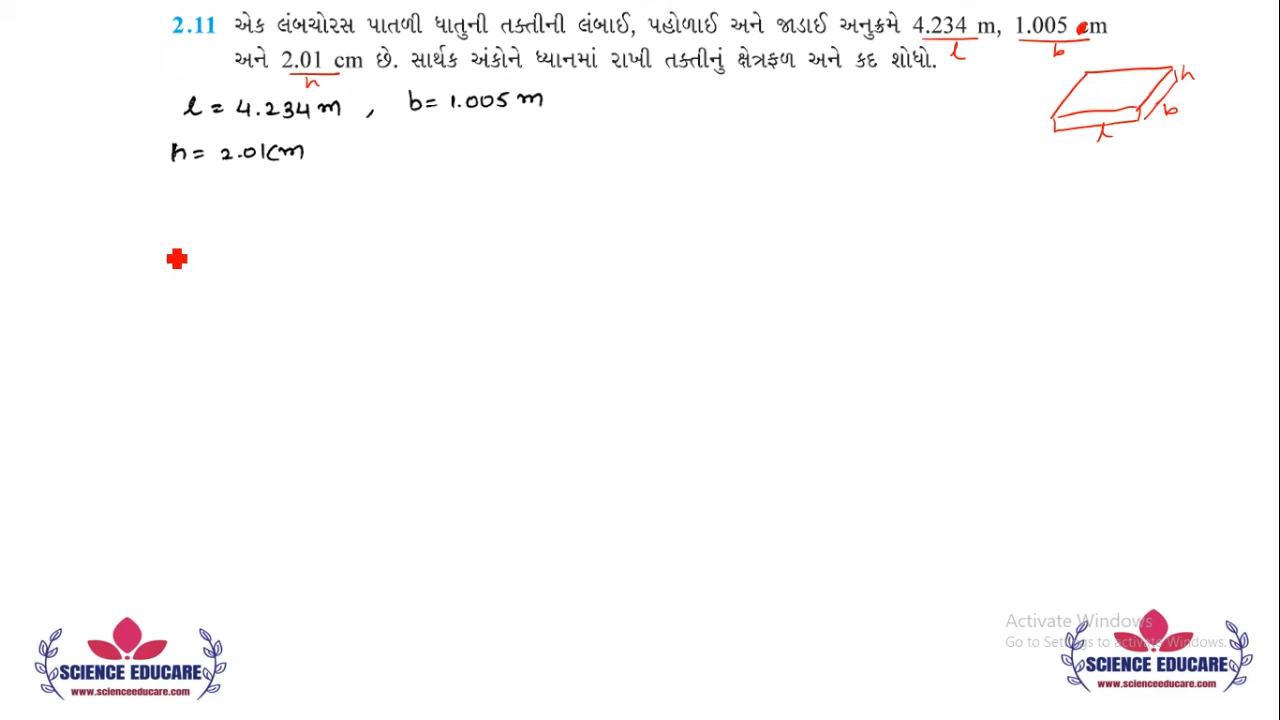 2.11 એક લંબચોરસ પાતળી ધાતુની તક્તીની લંબાઈ, પહોળાઈ અને જાડાઈ અનુક્રમે 4.234 m, 1.005 cm
અને 2.01 cm છે. સાર્થક અંકોને ધ્યાનમાં રાખી તક્તીનું ક્ષેત્રફળ અને કદ શોધો.
l
b
h
h
b
l
l = 4.234 m , b = 1.005 m
h = 2.01cm
Activate Windows
Go to Settings to activate Windows.
SCIENCE EDUCARE
www.scienceeducare.com
SCIENCE EDUCARE
www.scienceeducare.com